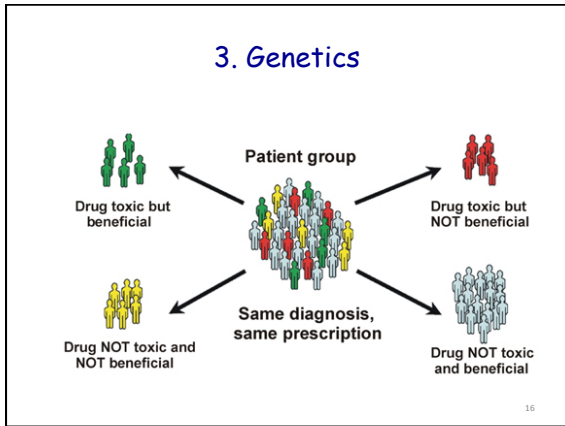 3. Genetics
Patient group
Drug toxic but
beneficial
Drug toxic but
NOT beneficial
Same diagnosis,
same prescription
Drug NOT toxic and
NOT beneficial
Drug NOT toxic
and beneficial
16